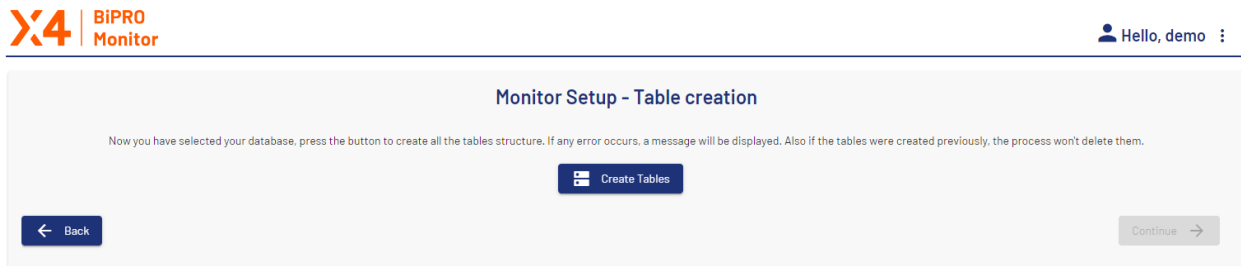 X4 BiPRO
Monitor
Hello, demo
Monitor Setup - Table creation
Now you have selected your database, press the button to create all the tables structure. If any error occurs, a message will be displayed. Also if the tables were created previously, the process won't delete them.
Create Tables
Back
Continue